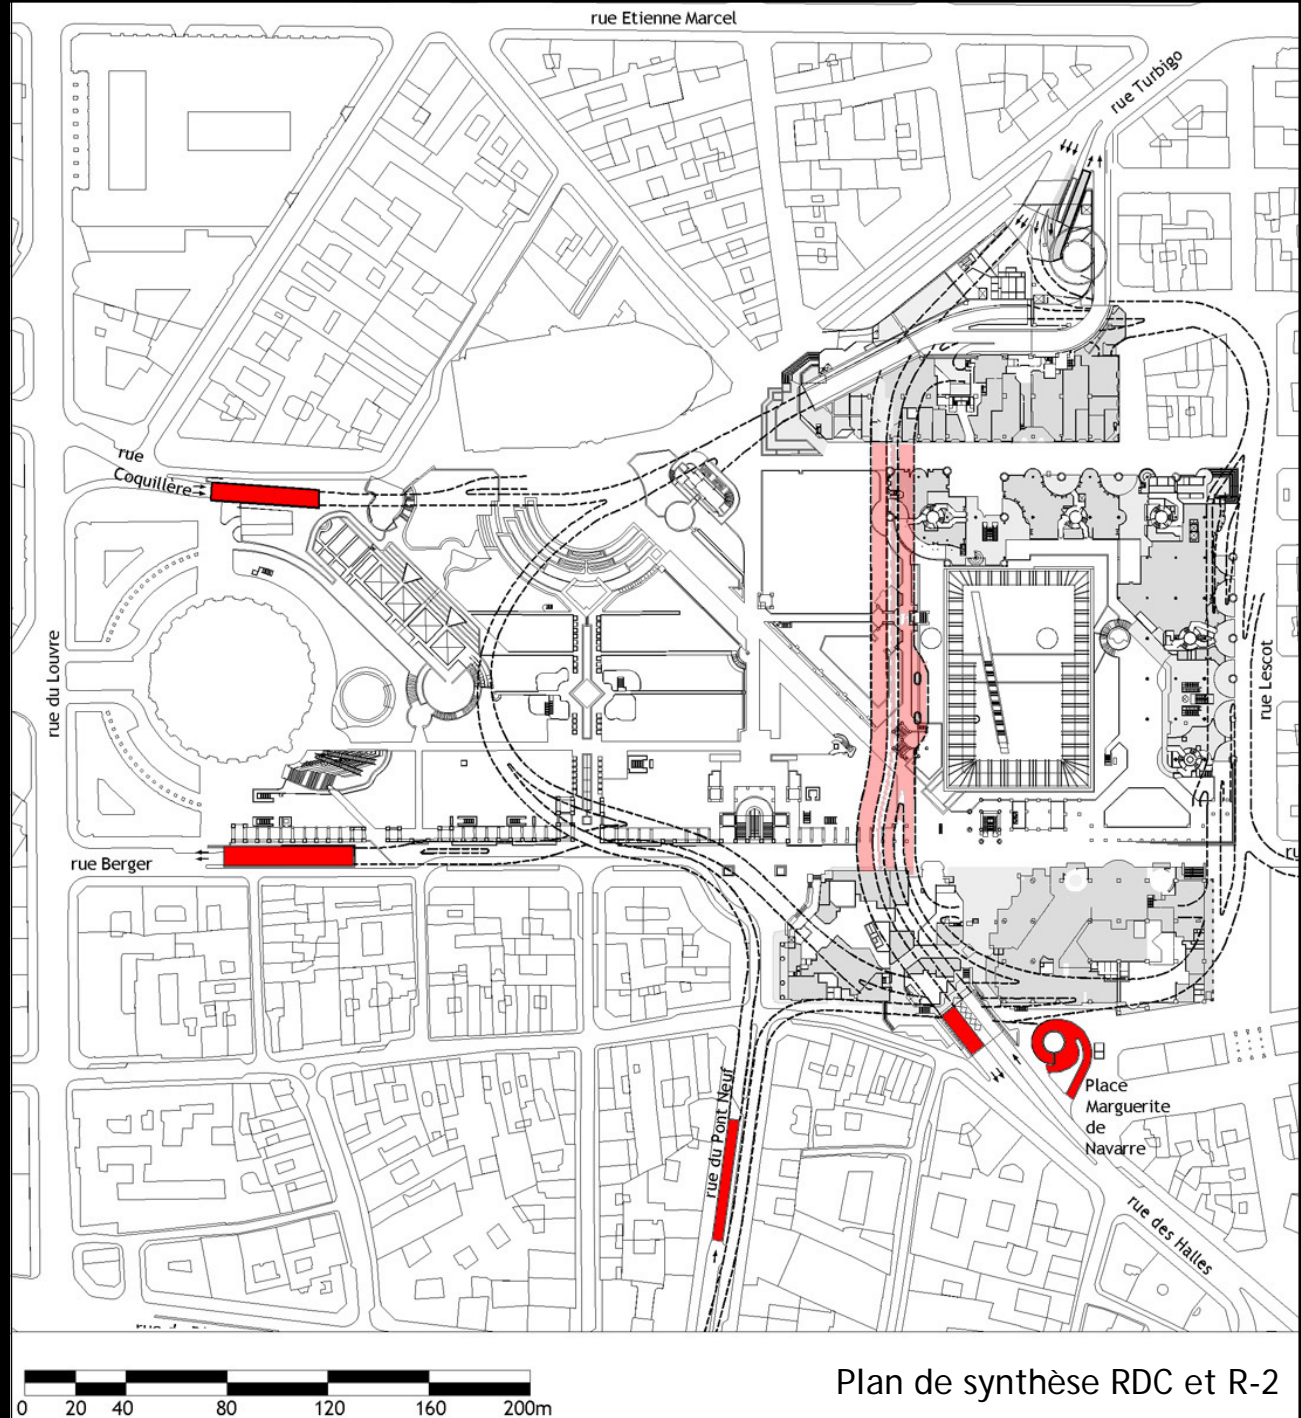 rue Etienne Marcel
rue Turbigo
rue
Coquillère
rue du Louvre
rue Lescot
rue Berger
rue du Pont Neuf
Place
Marguerite
de
Navarre
rue des Halles
0 20 40 80 120 160 200m
Plan de synthèse RDC et R-2